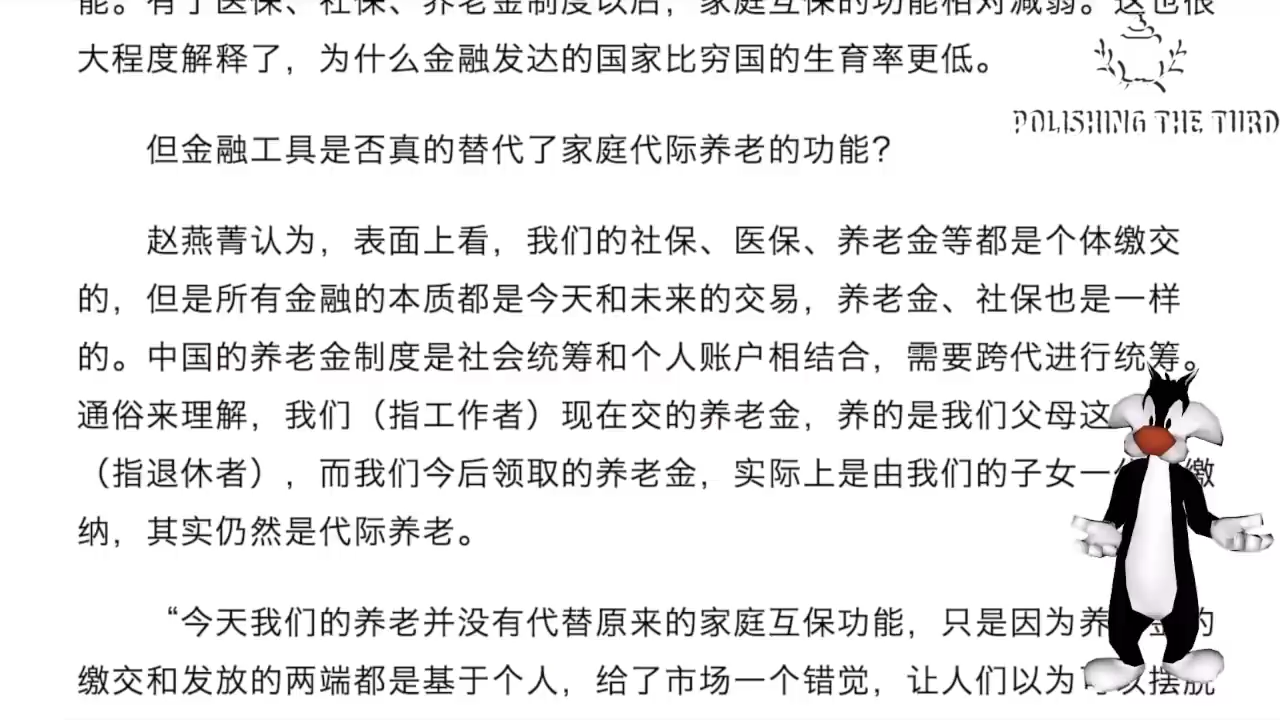 能。有了医保、社保、养老金制度以后，家庭互保的功能相对减弱。这也很
大程度解释了，为什么金融发达的国家比穷国的生育率更低。
POLISHING THE TURD
但金融工具是否真的替代了家庭代际养老的功能？
赵燕菁认为，表面上看，我们的社保、医保、养老金等都是个体缴交
的，但是所有金融的本质都是今天和未来的交易，养老金、社保也是一样
的。中国的养老金制度是社会统筹和个人账户相结合，需要跨代进行统筹。
通俗来理解，我们（指工作者）现在交的养老金，养的是我们父母这
（指退休者），而我们今后领取的养老金，实际上是由我们的子女一缴
纳，其实仍然是代际养老。
“今天我们的养老并没有代替原来的家庭互保功能，只是因为养的
缴交和发放的两端都是基于个人，给了市场一个错觉，让人们以为摆脱